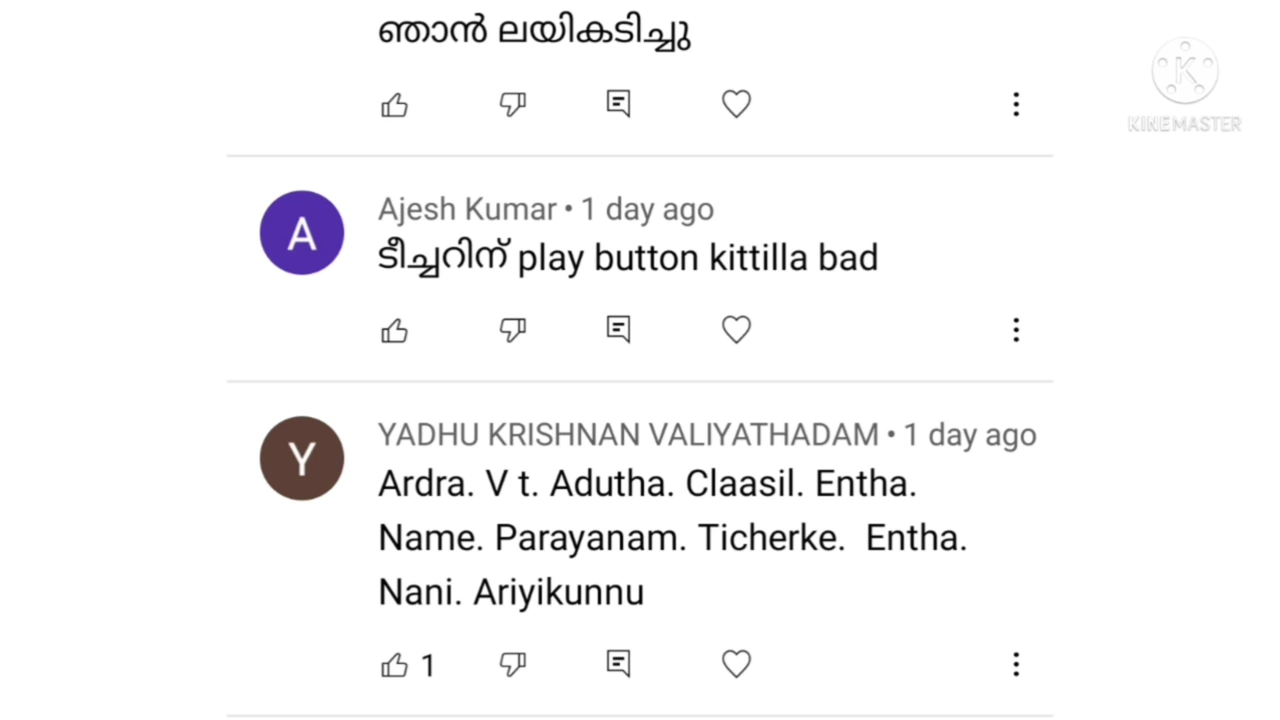 ഞാൻ ലയികടിച്ചു
KINEMASTER
Ajesh Kumar • 1 day ago
A
ടീച്ചറിന് play button kittilla bad
YADHU KRISHNAN VALIYATHADAM • 1 day ago
Y
Ardra. V t. Adutha. Claasil. Entha.
Name. Parayanam. Ticherke.  Entha.
Nani. Ariyikunnu
1